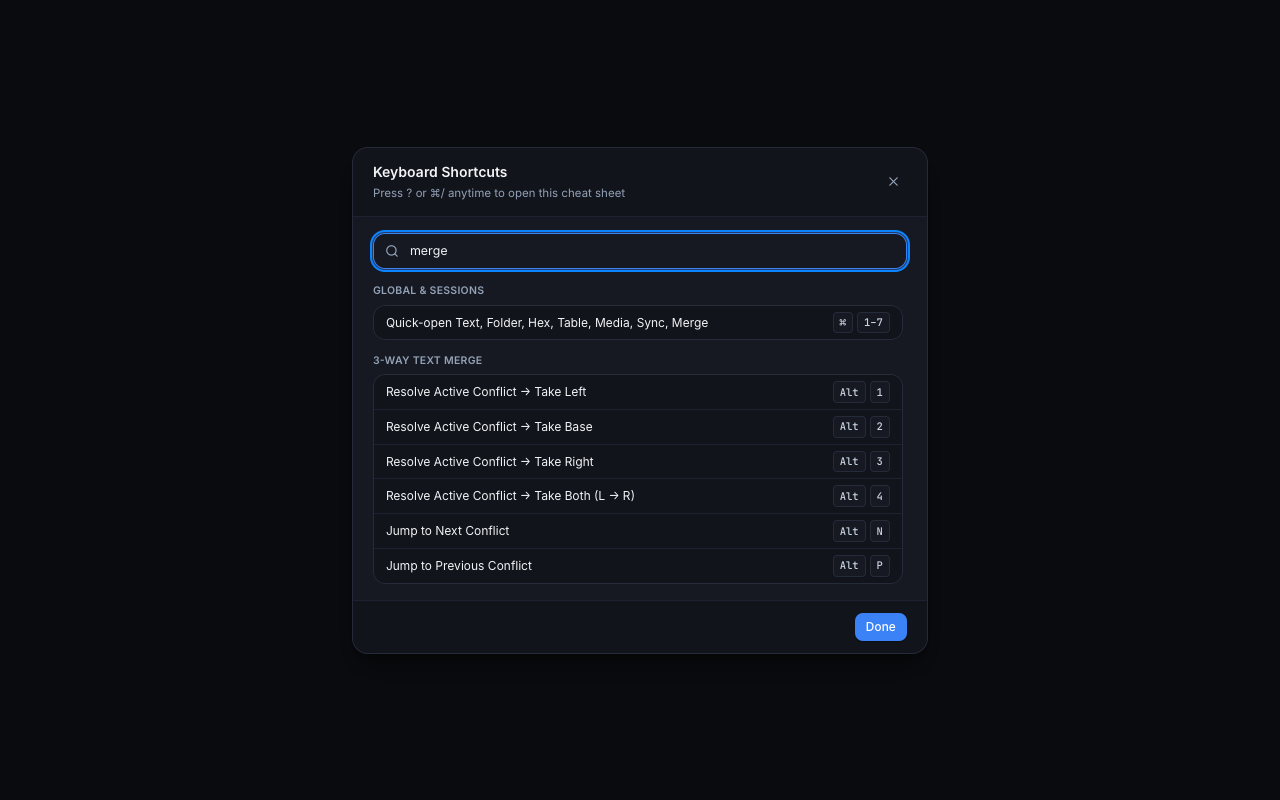 Keyboard Shortcuts
Press ? or ⌘/ anytime to open this cheat sheet
merge
GLOBAL & SESSIONS
Quick-open Text, Folder, Hex, Table, Media, Sync, Merge ⌘ 1–7
3-WAY TEXT MERGE
Resolve Active Conflict → Take Left Alt 1
Resolve Active Conflict → Take Base Alt 2
Resolve Active Conflict → Take Right Alt 3
Resolve Active Conflict → Take Both (L → R) Alt 4
Jump to Next Conflict Alt N
Jump to Previous Conflict Alt P
Done